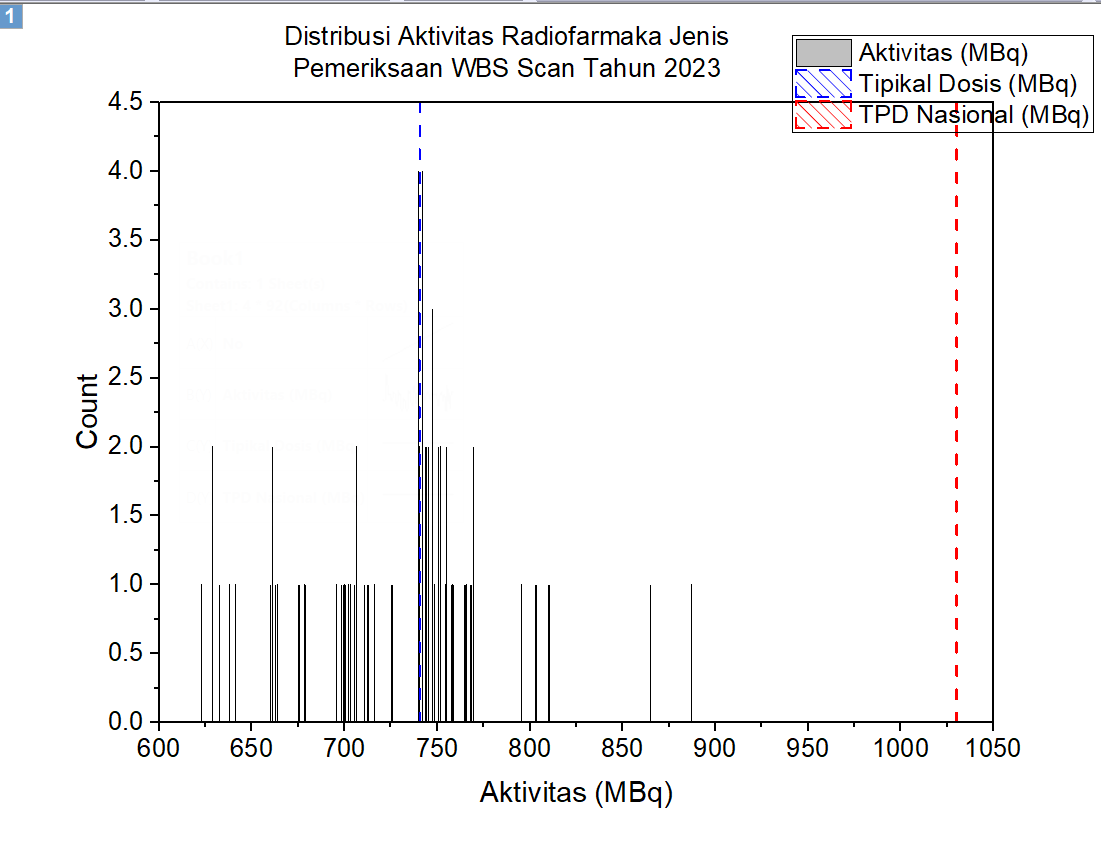 1
Distribusi Aktivitas Radiofarmaka Jenis
Pemeriksaan WBS Scan Tahun 2023
Aktivitas (MBq)
Tipikal Dosis (MBq)
TPD Nasional (MBq)
4.5
4.0
3.5
3.0
2.5
2.0
1.5
1.0
0.5
0.0
Count
600 650 700 750 800 850 900 950 1000 1050
Aktivitas (MBq)